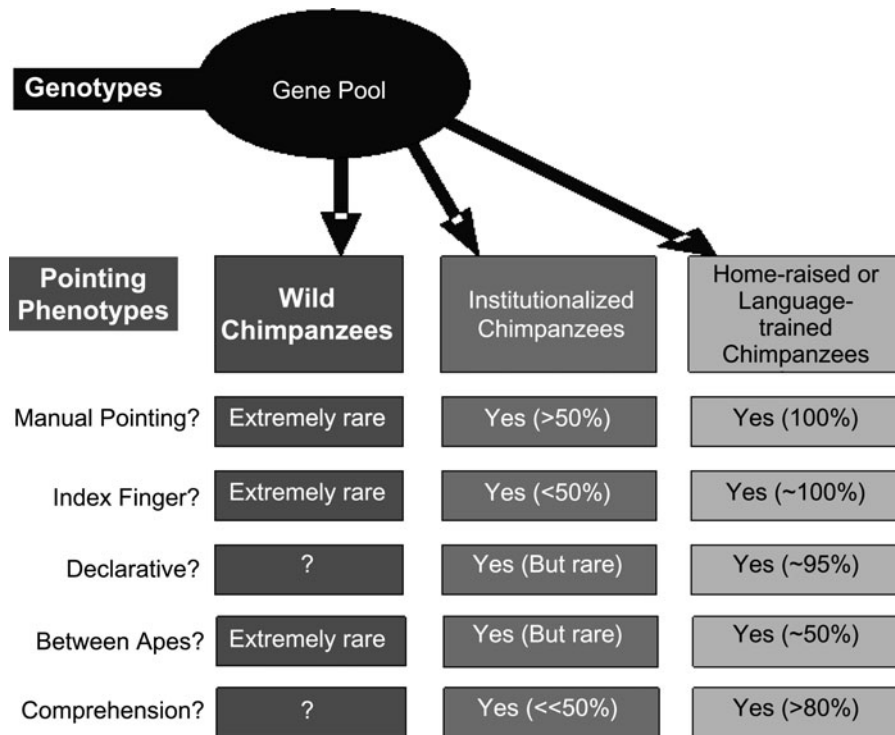 Genotypes
Gene Pool
Pointing
Phenotypes
Wild
Chimpanzees
Institutionalized
Chimpanzees
Home-raised or
Language-
trained
Chimpanzees
Manual Pointing?
Extremely rare
Yes (>50%)
Yes (100%)
Index Finger?
Extremely rare
Yes (<50%)
Yes (~100%)
Declarative?
?
Yes (But rare)
Yes (~95%)
Between Apes?
Extremely rare
Yes (But rare)
Yes (~50%)
Comprehension?
?
Yes (<<50%)
Yes (>80%)